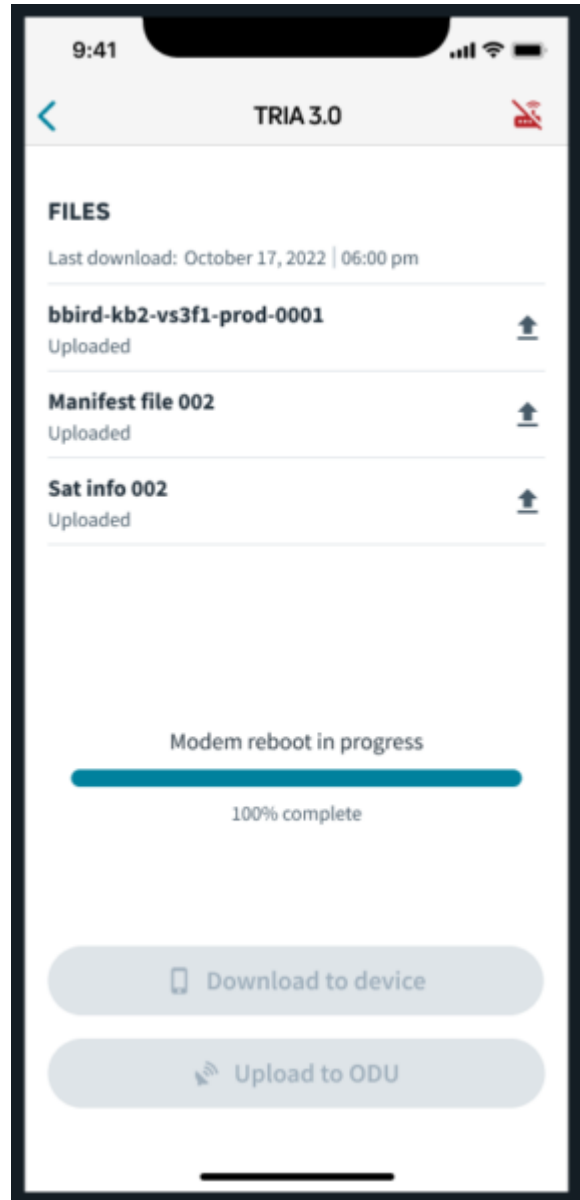 9:41
TRIA 3.0
FILES
Last download: October 17, 2022 | 06:00 pm
bbird-kb2-vs3f1-prod-0001
Uploaded
Manifest file 002
Uploaded
Sat info 002
Uploaded
Modem reboot in progress
100% complete
Download to device
Upload to ODU